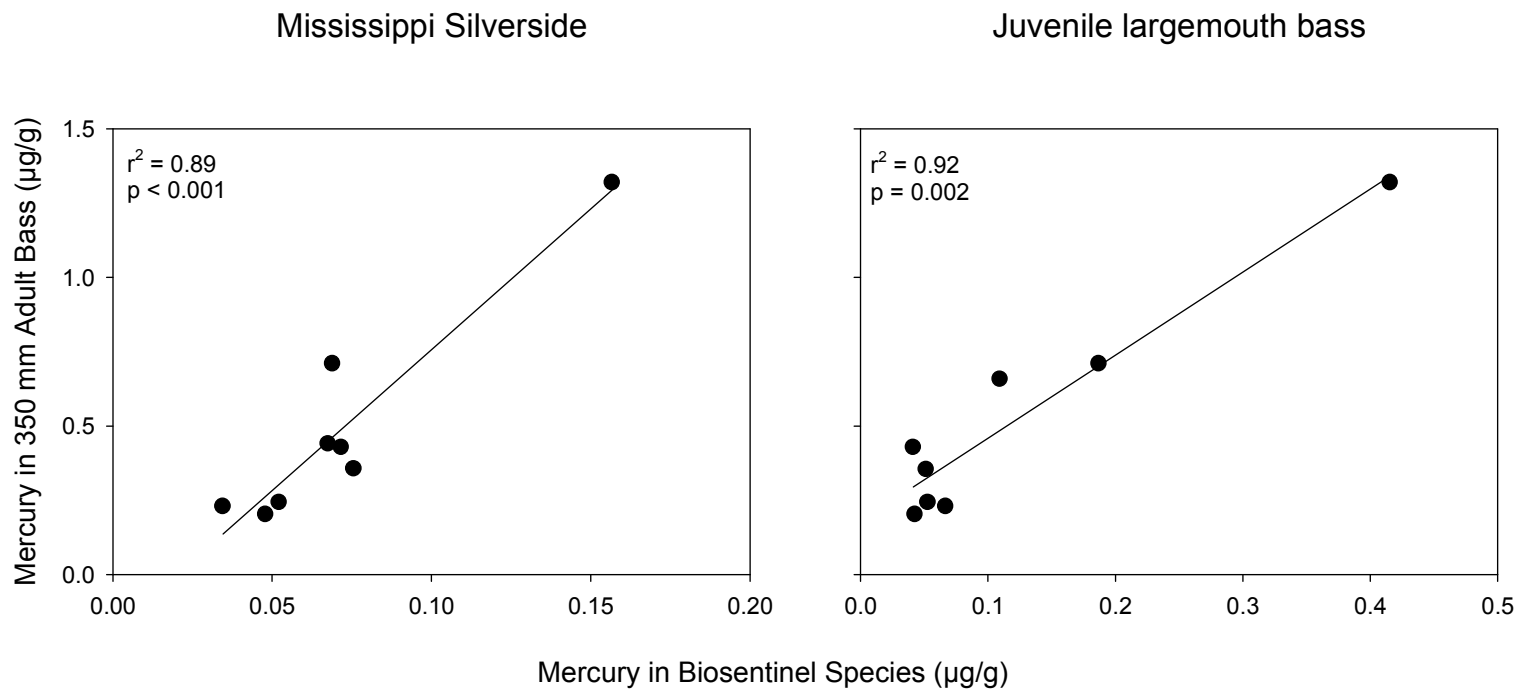 Mississippi Silverside
Juvenile largemouth bass
Mercury in 350 mm Adult Bass (µg/g)
1.5
1.0
0.5
0.0
r² = 0.89
p < 0.001
0.00 0.05 0.10 0.15 0.20
r² = 0.92
p = 0.002
0.0 0.1 0.2 0.3 0.4 0.5
Mercury in Biosentinel Species (µg/g)